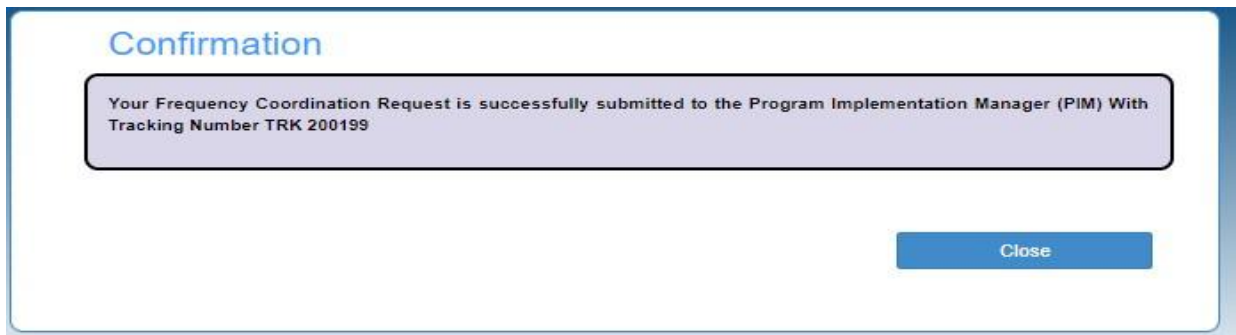 Confirmation
Your Frequency Coordination Request is successfully submitted to the Program Implementation Manager (PIM) With
Tracking Number TRK 200199
Close